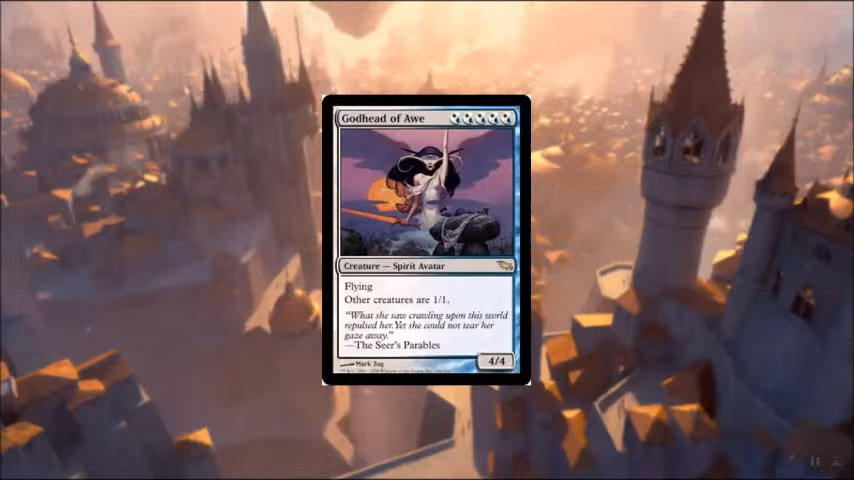 Godhead of Awe
Creature — Spirit Avatar
Flying
Other creatures are 1/1.
"What she saw crawling upon this world
repulsed her. Yet she could not tear her
gaze away."
—The Seer's Parables
4/4
Mark Zug